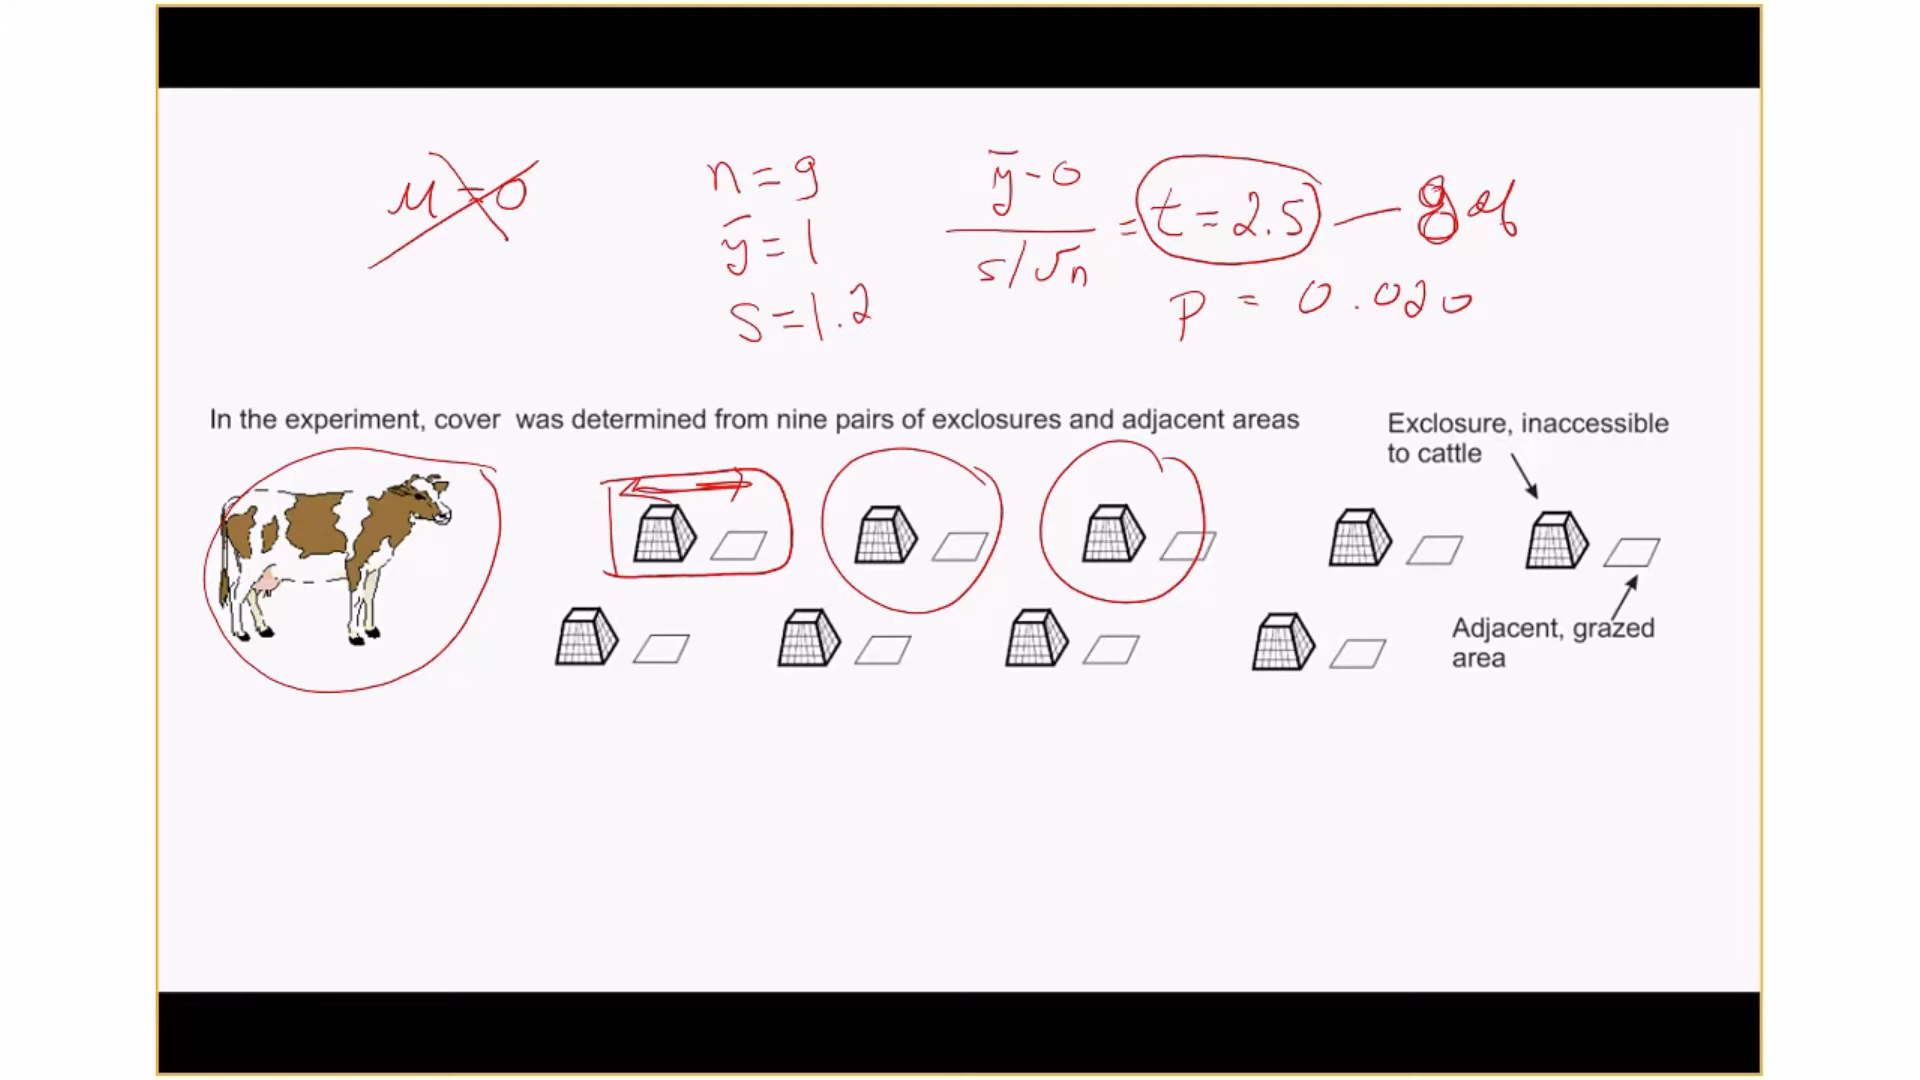 μ = 0
n = 9
ȳ = 1
s = 1.2
ȳ - 0
s/√n
= t = 2.5 — 8 df
P = 0.020
In the experiment, cover was determined from nine pairs of exclosures and adjacent areas
Exclosure, inaccessible
to cattle
Adjacent, grazed
area